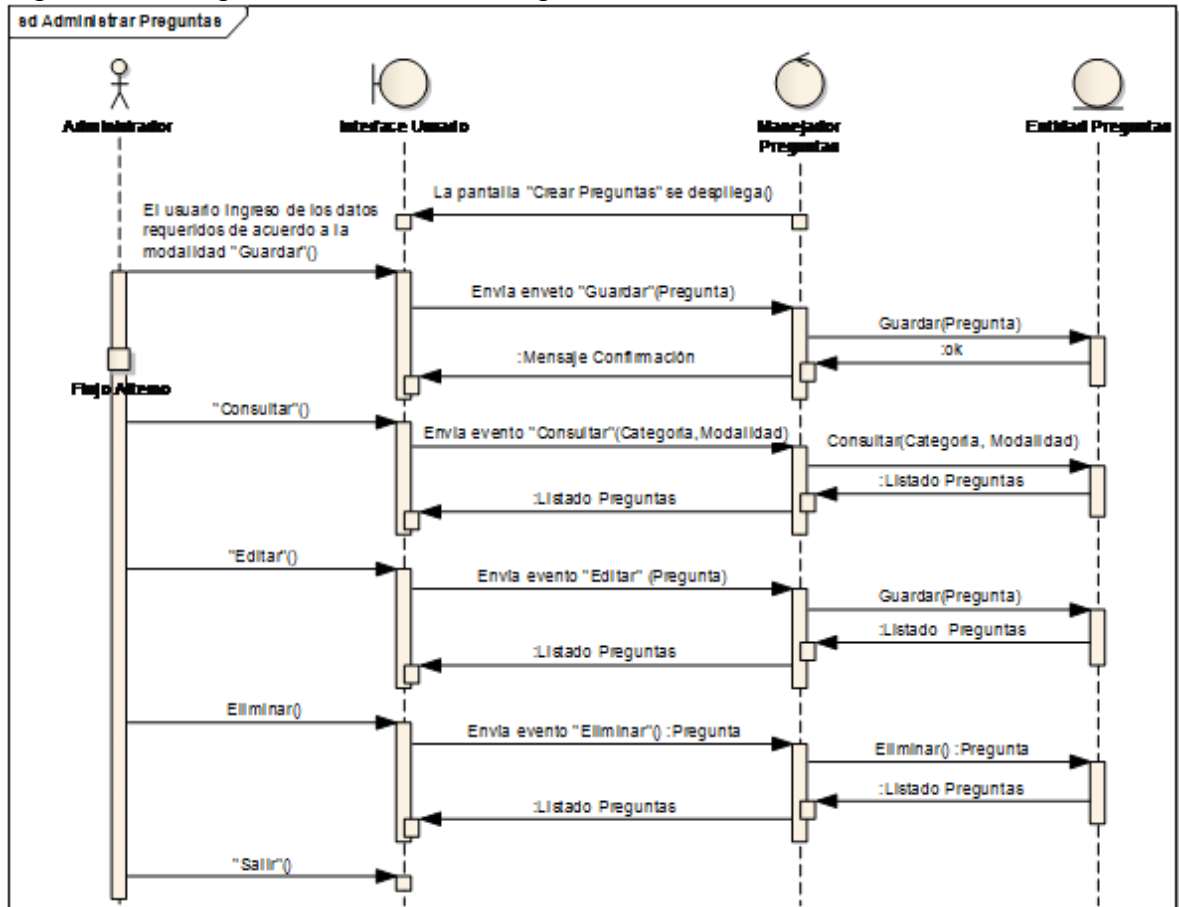 sd Administrar Preguntas
Administrador
Interface Usuario
Manejador
Preguntas
Entidad Preguntas
La pantalla "Crear Preguntas" se despliega()
El usuario ingreso de los datos
requeridos de acuerdo a la
modalidad "Guardar"()
Envia enveto "Guardar"(Pregunta)
Guardar(Pregunta)
:ok
:Mensaje Confirmación
Flujo Alterno
"Consultar"()
Envia evento "Consultar"(Categoria,Modalidad)
Consultar(Categoria, Modalidad)
:Listado Preguntas
:Listado Preguntas
"Editar"()
Envia evento "Editar" (Pregunta)
Guardar(Pregunta)
:Listado Preguntas
:Listado Preguntas
Eliminar()
Envia evento "Eliminar"() :Pregunta
Eliminar() :Pregunta
:Listado Preguntas
:Listado Preguntas
"Salir"()